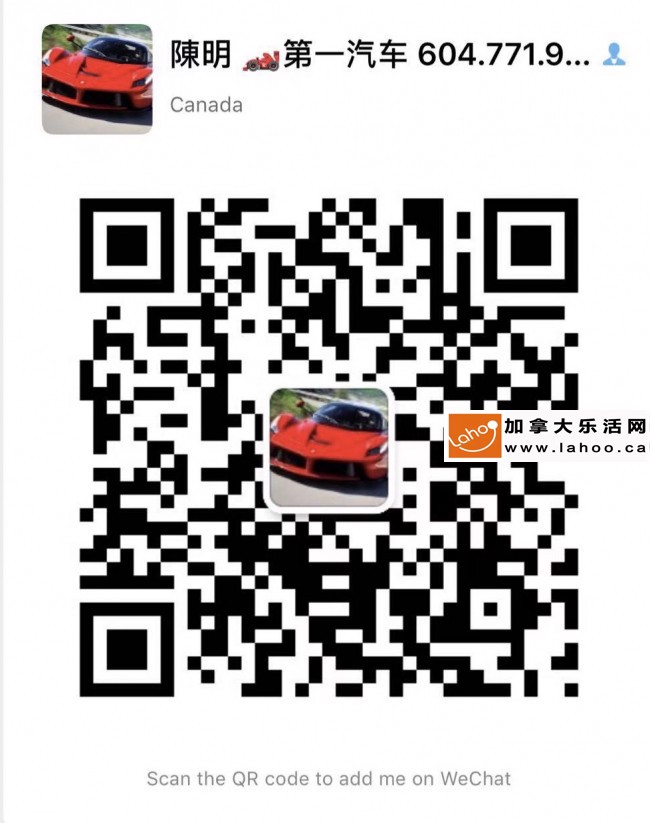 陳明 🏎️第一汽车 604.771.9...
Canada
Lahoo
加拿大乐活网
www.lahoo.ca
Scan the QR code to add me on WeChat